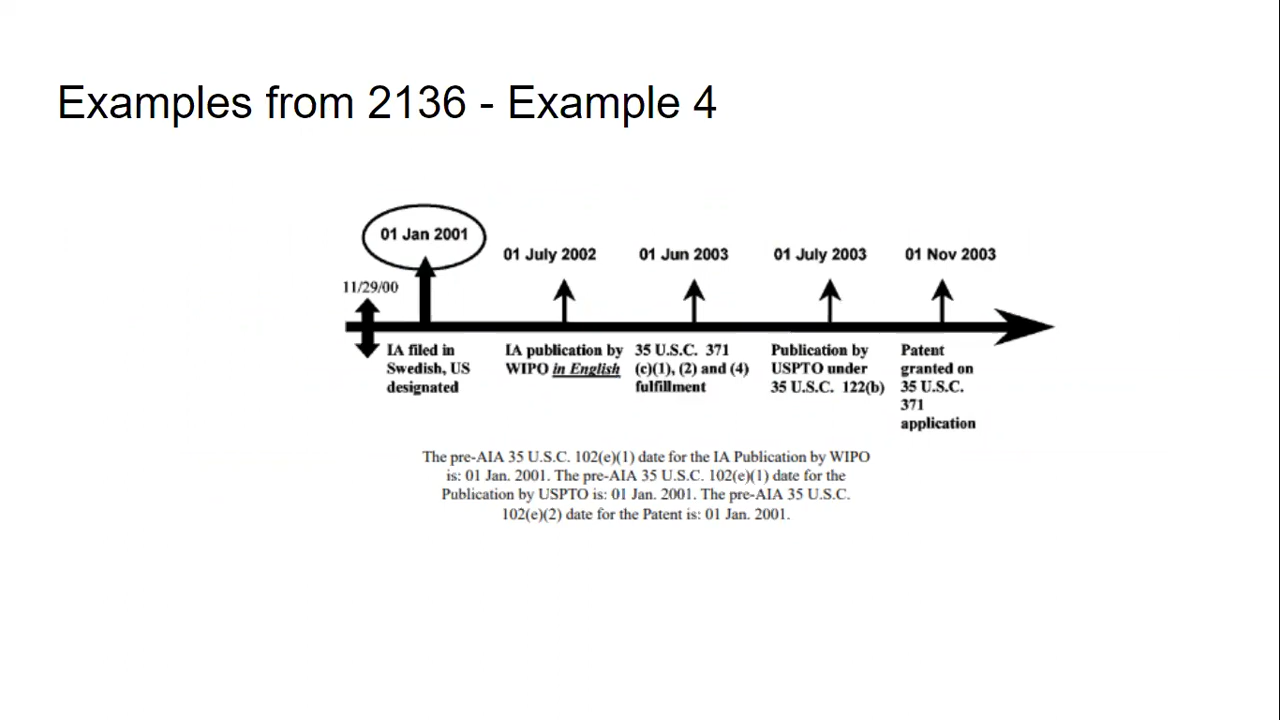 Examples from 2136 - Example 4
01 Jan 2001
01 July 2002
01 Jun 2003
01 July 2003
01 Nov 2003
11/29/00
IA filed in
Swedish, US
designated
IA publication by
WIPO in English
35 U.S.C. 371
(c)(1), (2) and (4)
fulfillment
Publication by
USPTO under
35 U.S.C. 122(b)
Patent
granted on
35 U.S.C.
371
application
The pre-AIA 35 U.S.C. 102(e)(1) date for the IA Publication by WIPO
is: 01 Jan. 2001. The pre-AIA 35 U.S.C. 102(e)(1) date for the
Publication by USPTO is: 01 Jan. 2001. The pre-AIA 35 U.S.C.
102(e)(2) date for the Patent is: 01 Jan. 2001.